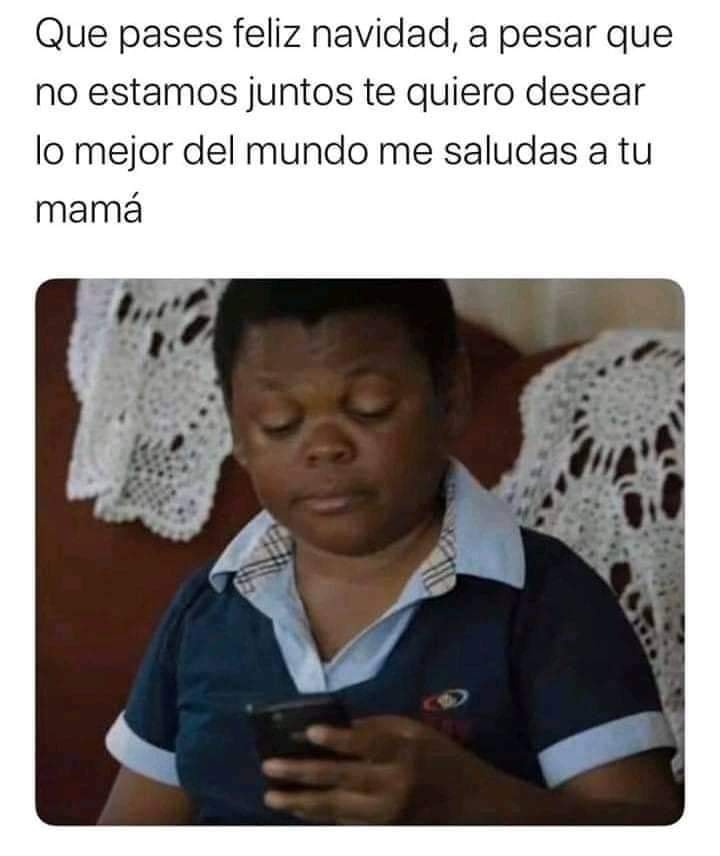 Que pases feliz navidad, a pesar que
no estamos juntos te quiero desear
lo mejor del mundo me saludas a tu
mamá